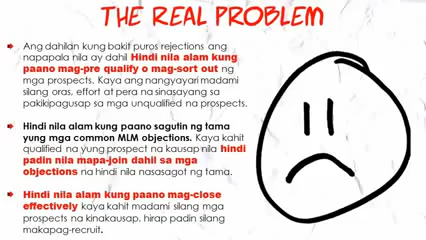 THE REAL PROBLEM
Ang dahilan kung bakit puros rejections ang
napapala nila ay dahil Hindi nila alam kung
paano mag-pre qualify o mag-sort out ng
mga prospects. Kaya ang nangyayari madami
silang oras, effort at pera na sinasayang sa
pakikipagusap sa mga unqualified na prospects.
Hindi nila alam kung paano sagutin ng tama
yung mga common MLM objections. Kaya kahit
qualified na yung prospect na kausap nila hindi
padin nila mapa-join dahil sa mga
objections na hindi nila nasasagot ng tama.
Hindi nila alam kung paano mag-close
effectively kaya kahit madami silang mga
prospects na kinakausap, hirap padin silang
makapag-recruit.